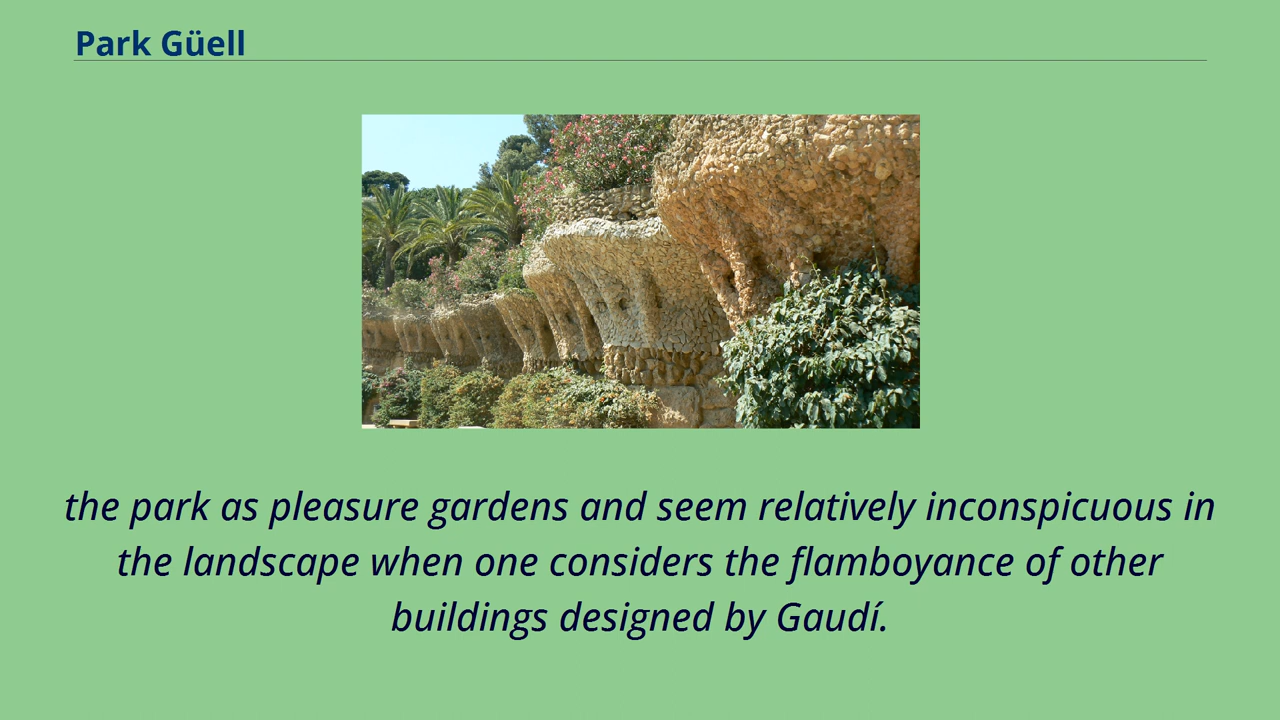 Park Güell
the park as pleasure gardens and seem relatively inconspicuous in
the landscape when one considers the flamboyance of other
buildings designed by Gaudí.